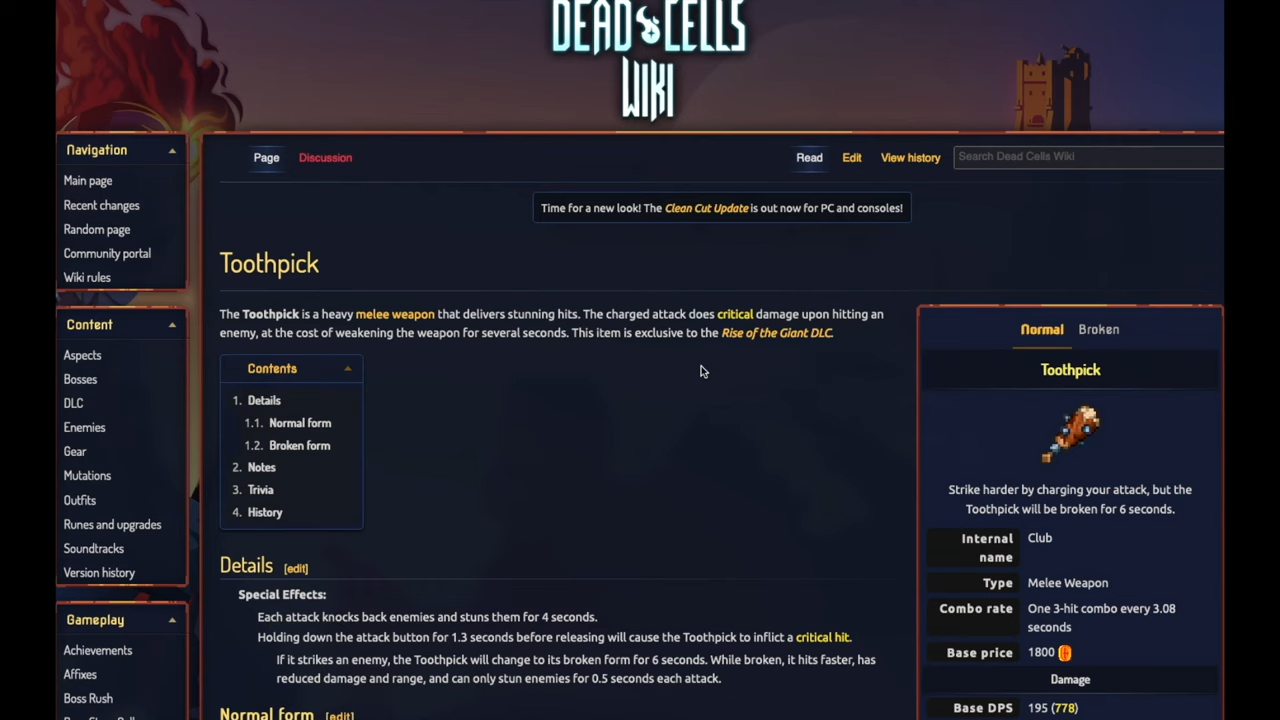 DEAD CELLS
WIKI
Navigation
Main page
Recent changes
Random page
Community portal
Wiki rules
Content
Aspects
Bosses
DLC
Enemies
Gear
Mutations
Outfits
Runes and upgrades
Soundtracks
Version history
Gameplay
Achievements
Affixes
Boss Rush
Page Discussion Read Edit View history Search Dead Cells Wiki
Time for a new look! The Clean Cut Update is out now for PC and consoles!
Toothpick
The Toothpick is a heavy melee weapon that delivers stunning hits. The charged attack does critical damage upon hitting an
enemy, at the cost of weakening the weapon for several seconds. This item is exclusive to the Rise of the Giant DLC.
Contents
1. Details
1.1. Normal form
1.2. Broken form
2. Notes
3. Trivia
4. History
Details [edit]
Special Effects:
Each attack knocks back enemies and stuns them for 4 seconds.
Holding down the attack button for 1.3 seconds before releasing will cause the Toothpick to inflict a critical hit.
If it strikes an enemy, the Toothpick will change to its broken form for 6 seconds. While broken, it hits faster, has
reduced damage and range, and can only stun enemies for 0.5 seconds each attack.
Normal form [edit]
Normal Broken
Toothpick
Strike harder by charging your attack, but the
Toothpick will be broken for 6 seconds.
Internal name Club
Type Melee Weapon
Combo rate One 3-hit combo every 3.08
seconds
Base price 1800
Damage
Base DPS 195 (778)